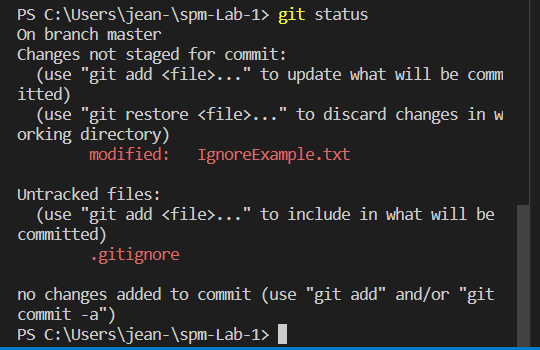 PS C:\Users\jean-\spm-Lab-1> git status
On branch master
Changes not staged for commit:
  (use "git add <file>..." to update what will be comm
itted)
  (use "git restore <file>..." to discard changes in w
orking directory)
        modified:   IgnoreExample.txt

Untracked files:
  (use "git add <file>..." to include in what will be
committed)
        .gitignore

no changes added to commit (use "git add" and/or "git
commit -a")
PS C:\Users\jean-\spm-Lab-1>